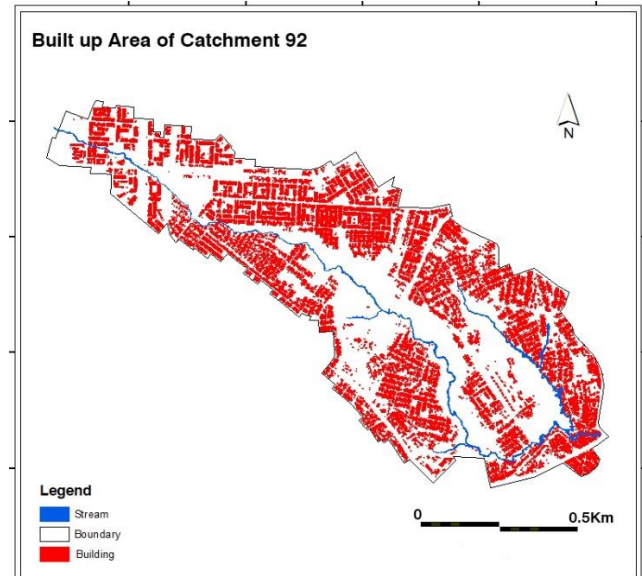 Built up Area of Catchment 92
N
Legend
Stream
Boundary
Building
0 0.5Km